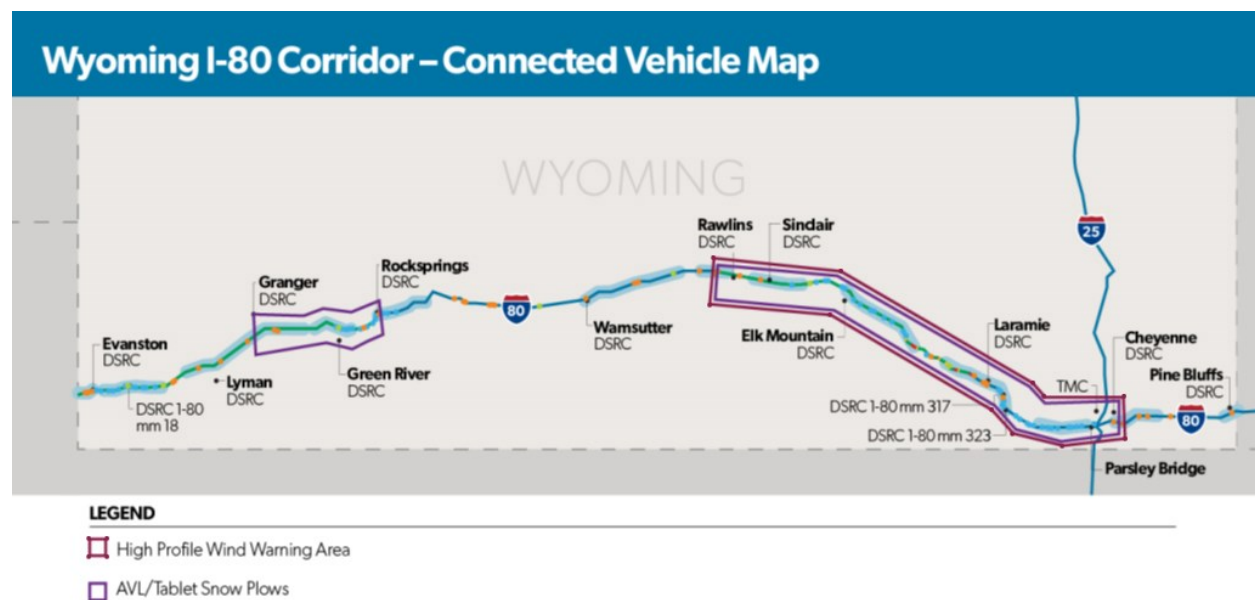 Wyoming I-80 Corridor – Connected Vehicle Map
WYOMING
25
Rawlins
DSRC
Sinclair
DSRC
Rocksprings
DSRC
Granger
DSRC
80
Wamsutter
DSRC
Elk Mountain
DSRC
Laramie
DSRC
Cheyenne
DSRC
Evanston
DSRC
Lyman
DSRC
Green River
DSRC
TMC
Pine Bluffs
DSRC
DSRC 1-80
mm 18
DSRC 1-80 mm 317
80
DSRC 1-80 mm 323
Parsley Bridge
LEGEND
High Profile Wind Warning Area
AVL/Tablet Snow Plows